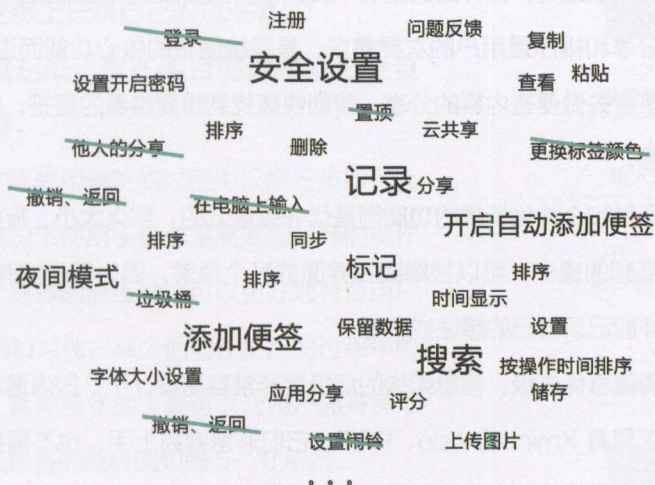 登录
注册
问题反馈
复制
安全设置
设置开启密码
查看
粘贴
置顶
云共享
排序
删除
他人的分享
更换标签颜色
记录
分享
撤销、返回
在电脑上输入
开启自动添加便签
排序
同步
标记
排序
夜间模式
排序
垃圾桶
时间显示
添加便签
保留数据
设置
搜索
按操作时间排序
字体大小设置
应用分享
评分
储存
撤销、返回
设置闹铃
上传图片
...